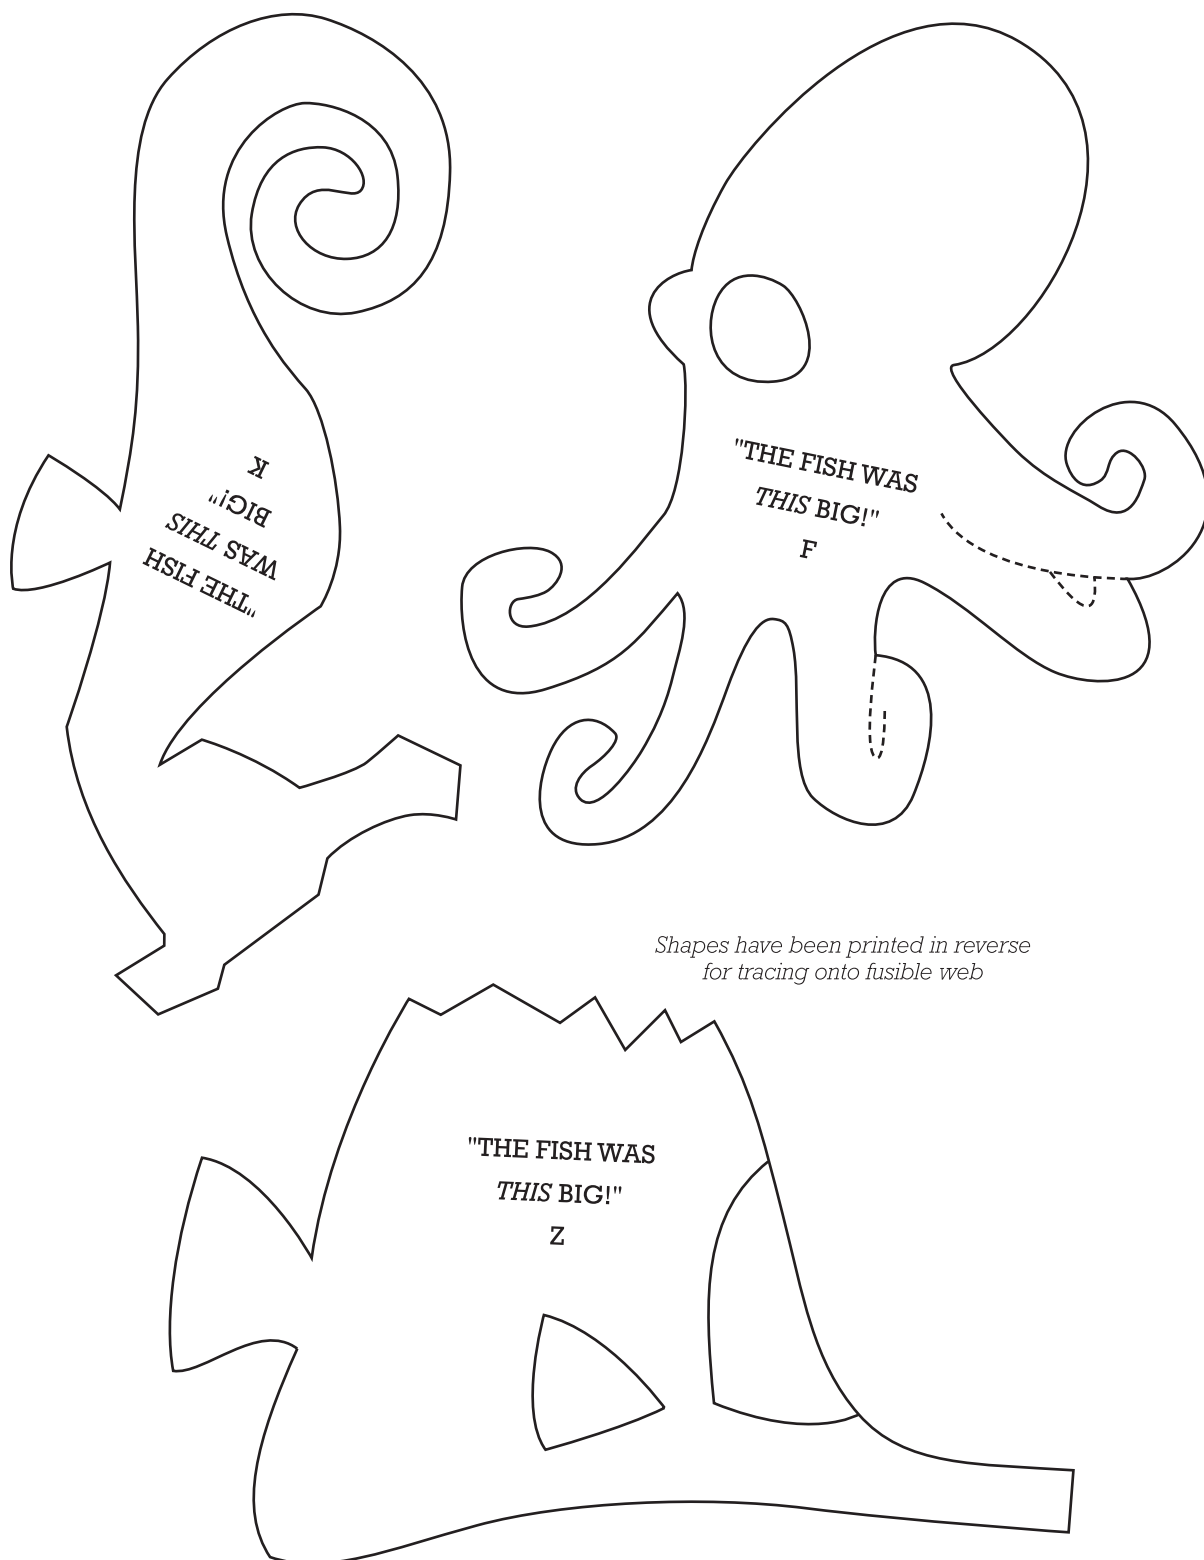 "THE FISH
WAS THIS
BIG!"
K
"THE FISH WAS
THIS BIG!"
F
Shapes have been printed in reverse
for tracing onto fusible web
"THE FISH WAS
THIS BIG!"
Z